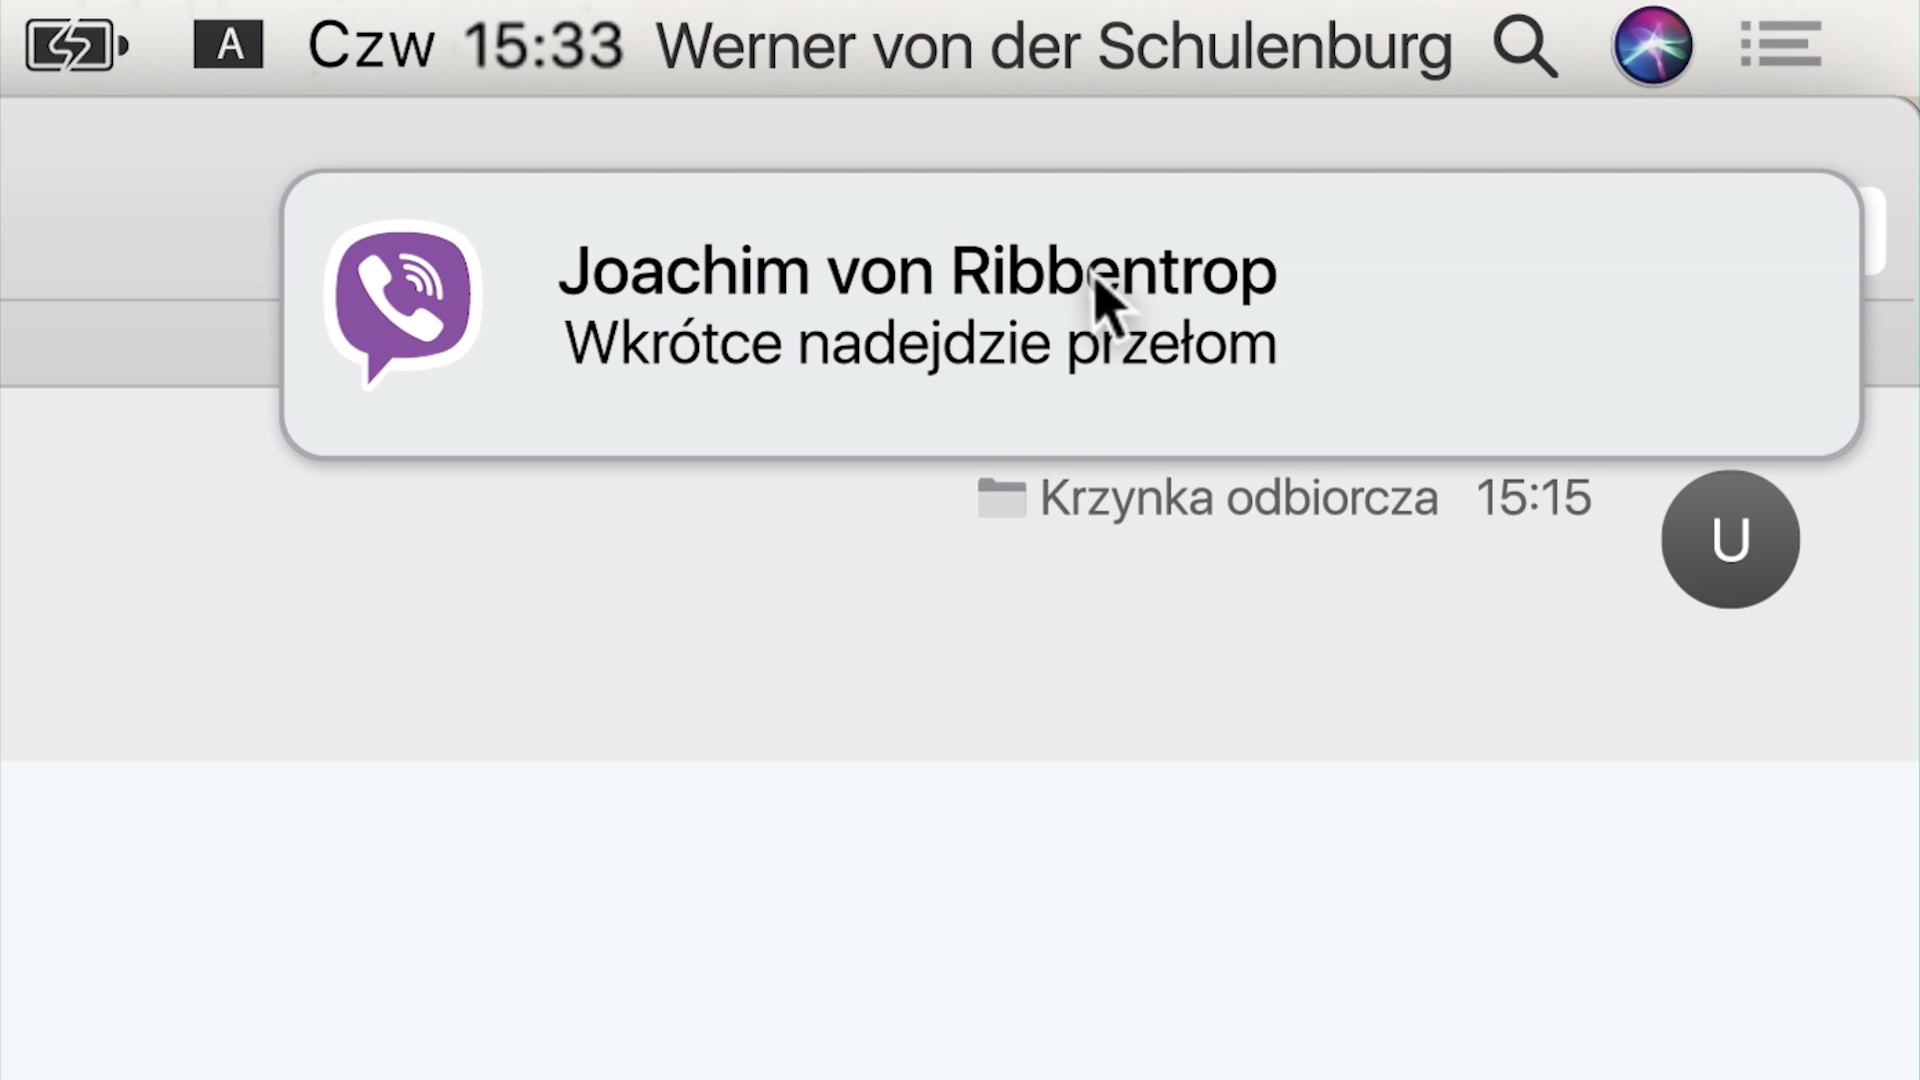 A Czw 15:33 Werner von der Schulenburg
Joachim von Ribbentrop
Wkrótce nadejdzie przełom
Krzynka odbiorcza 15:15
U